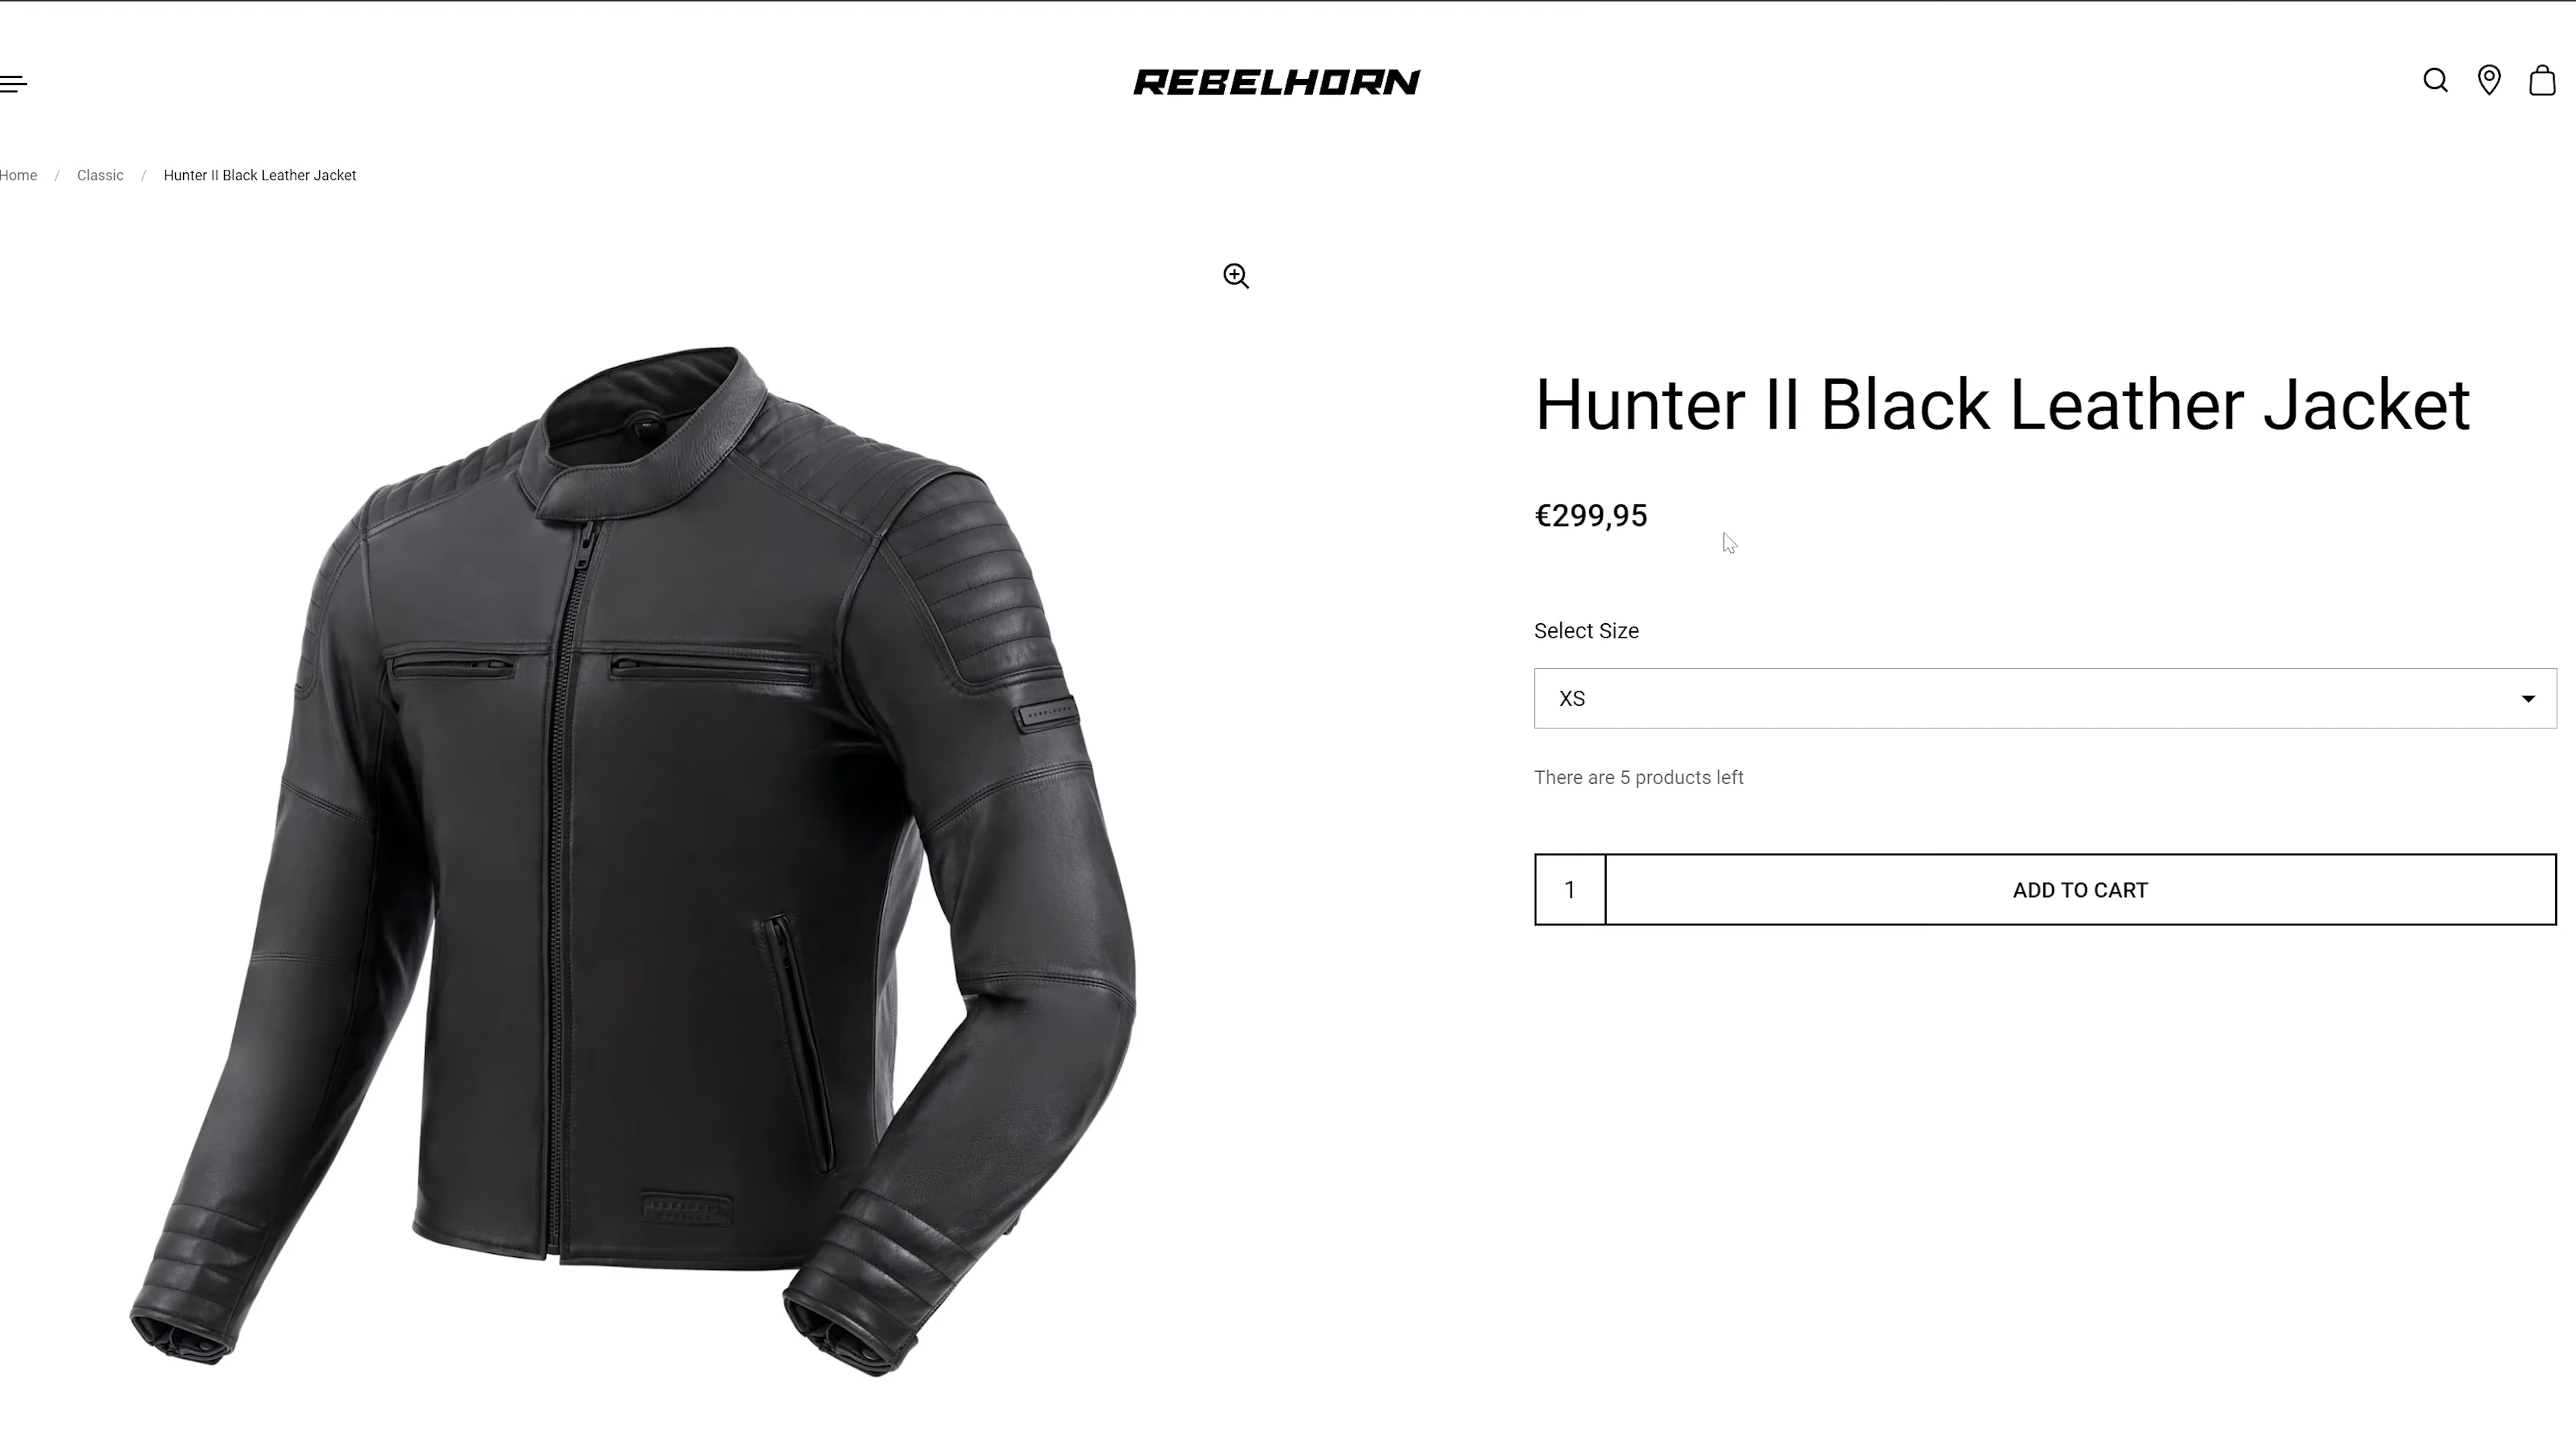 REBELHORN
Home / Classic / Hunter II Black Leather Jacket
Hunter II Black Leather Jacket
€299,95
Select Size
XS
There are 5 products left
1 ADD TO CART
REBELHORN